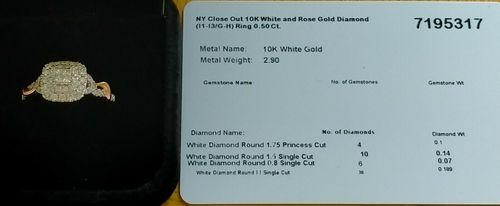 NY Close Out 10K White and Rose Gold Diamond
(I1-I3/G-H) Ring 0.50 Ct.
7195317
Metal Name: 10K White Gold
Metal Weight: 2.90
Gemstone Name No. of Gemstones Gemstone Wt
Diamond Name: No. of Diamonds Diamond Wt
White Diamond Round 1.75 Princess Cut 4 0.1
White Diamond Round 1.5 Single Cut 10 0.14
White Diamond Round 0.8 Single Cut 6 0.07
White Diamond Round 1.1 Single Cut 0.189